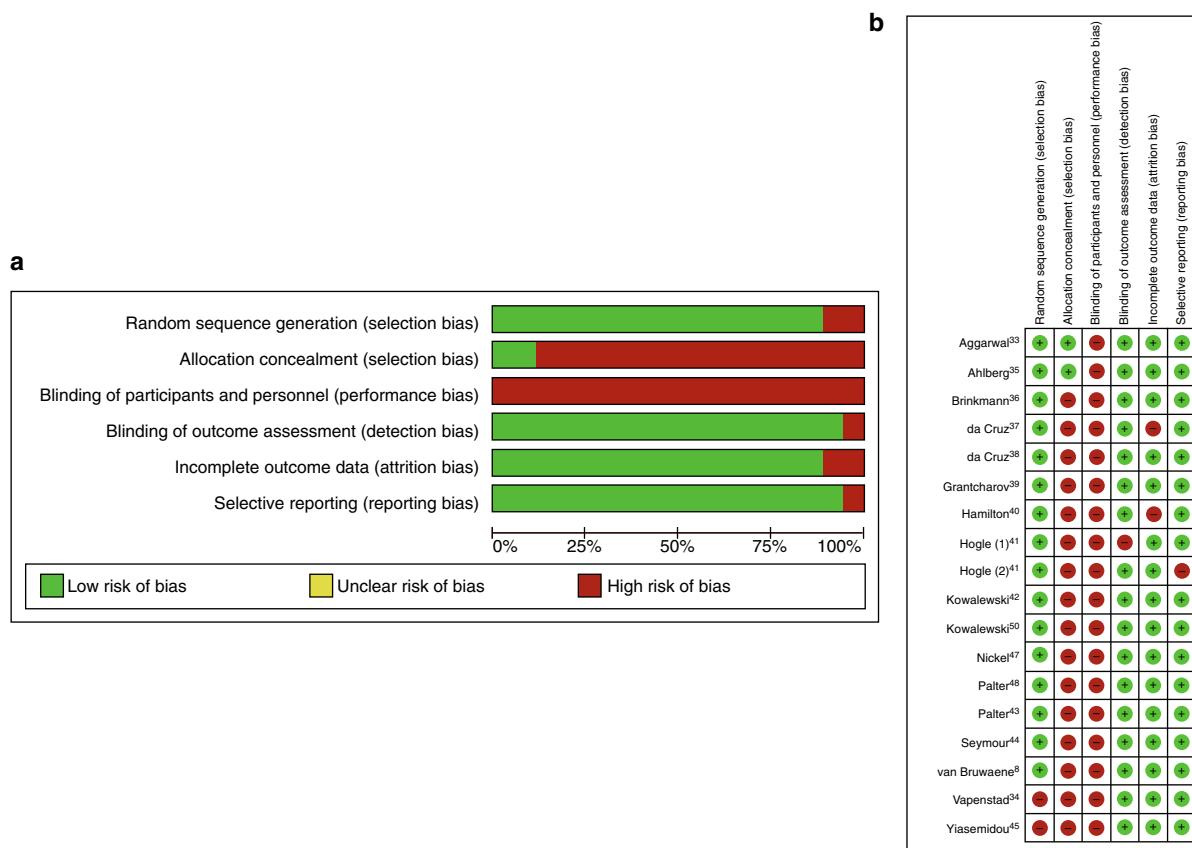 a
Random sequence generation (selection bias)
Allocation concealment (selection bias)
Blinding of participants and personnel (performance bias)
Blinding of outcome assessment (detection bias)
Incomplete outcome data (attrition bias)
Selective reporting (reporting bias)
0% 25% 50% 75% 100%
Low risk of bias Unclear risk of bias High risk of bias
b
Random sequence generation (selection bias)
Allocation concealment (selection bias)
Blinding of participants and personnel (performance bias)
Blinding of outcome assessment (detection bias)
Incomplete outcome data (attrition bias)
Selective reporting (reporting bias)
Aggarwal³³ + + − + + +
Ahlberg³⁵ + + − + + +
Brinkmann³⁶ + − − + + +
da Cruz³⁷ + − − + − +
da Cruz³⁸ + − − + + +
Grantcharov³⁹ + − − + + +
Hamilton⁴⁰ + − − + − +
Hogle (1)⁴¹ + − − − + +
Hogle (2)⁴¹ + − − + + −
Kowalewski⁴² + − − + + +
Kowalewski⁵⁰ + − − + + +
Nickel⁴⁷ + − − + + +
Palter⁴⁸ + − − + + +
Palter⁴³ + − − + + +
Seymour⁴⁴ + − − + + +
van Bruwaene⁸ + − − + + +
Vapenstad³⁴ − − − + + +
Yiasemidou⁴⁵ − − − + + +